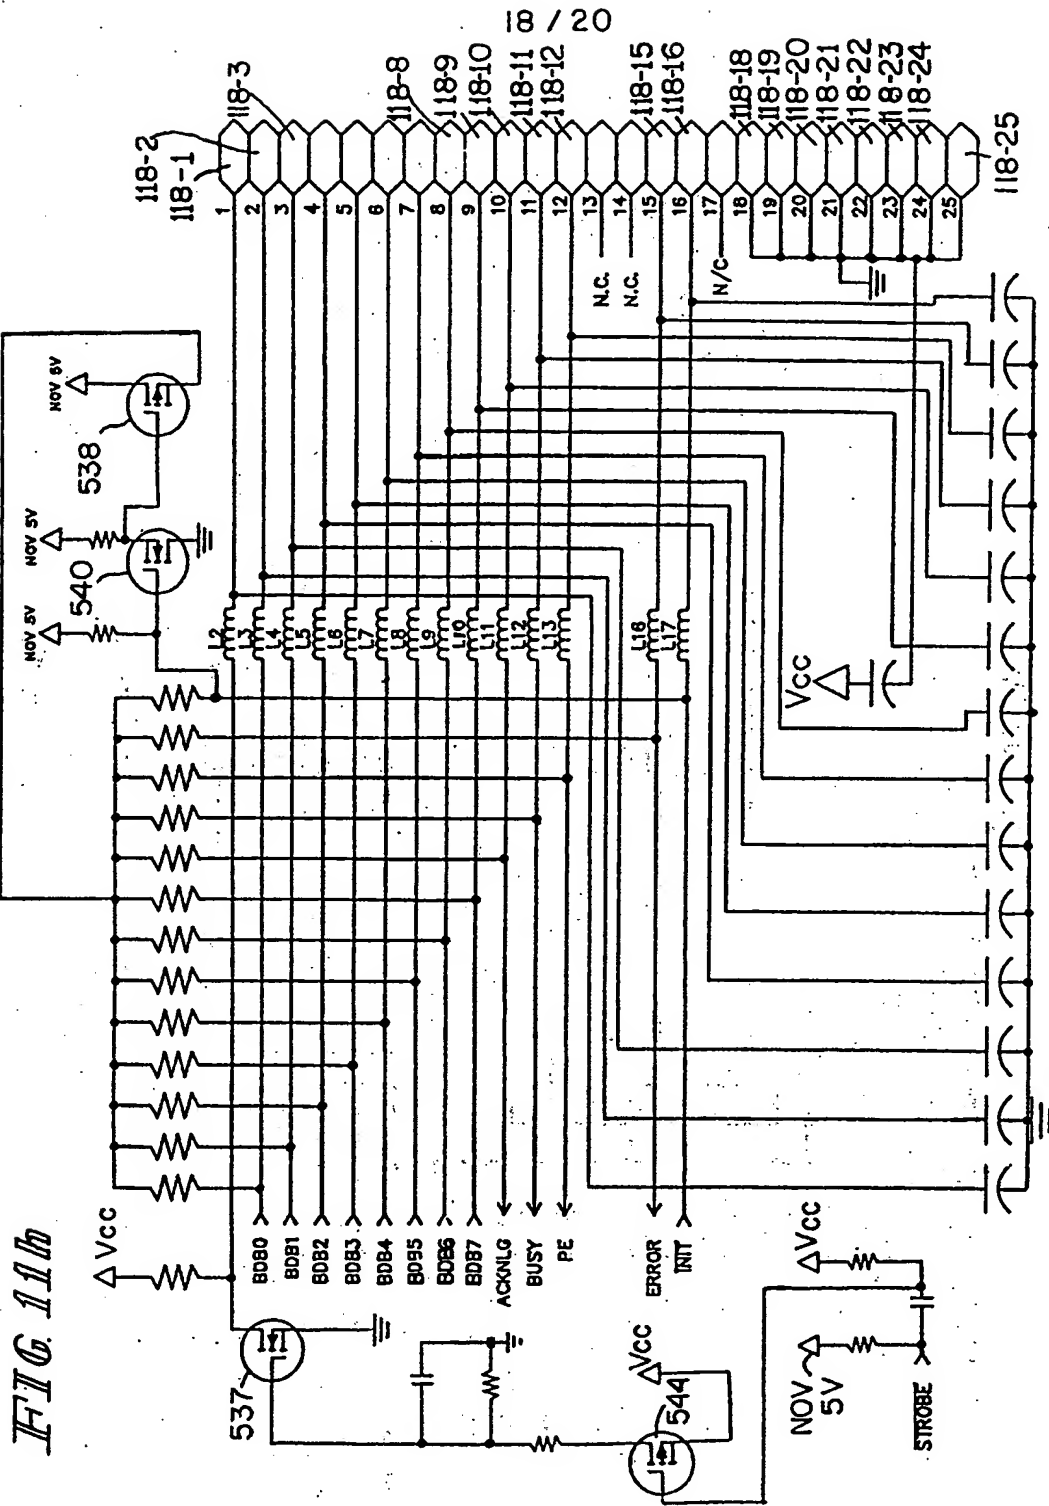 18 / 20
FIG. 11h
118-1
118-2
118-3
118-8
118-9
118-10
118-11
118-12
118-15
118-16
118-18
118-19
118-20
118-21
118-22
118-23
118-24
118-25
1
2
3
4
5
6
7
8
9
10
11
12
13
14
15
16
17
18
19
20
21
22
23
24
25
N.C.
N.C.
N/C
NOV 5V
538
NOV 5V
540
NOV 5V
L2
L3
L4
L5
L6
L7
L8
L9
L10
L11
L12
L13
L16
L17
Vcc
Vcc
537
BDB0
BDB1
BDB2
BDB3
BDB4
BDB5
BDB6
BDB7
ACKNLG
BUSY
PE
ERROR
INIT
Vcc
544
NOV
5V
Vcc
STROBE